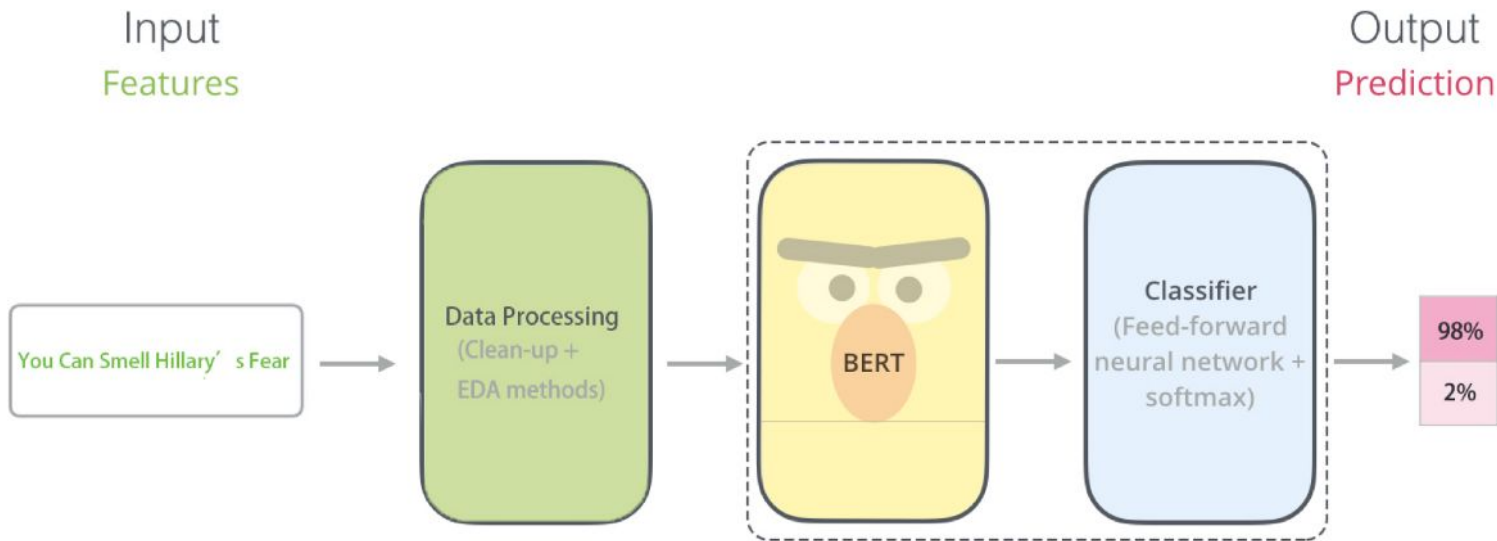 Input
Features
Output
Prediction
You Can Smell Hillary’s Fear
Data Processing
(Clean-up +
EDA methods)
BERT
Classifier
(Feed-forward
neural network +
softmax)
98%
2%